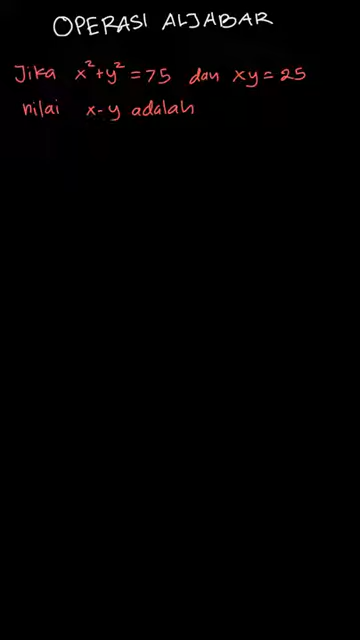 OPERASI ALJABAR
Jika x²+y² = 75 dan xy = 25
nilai x-y adalah